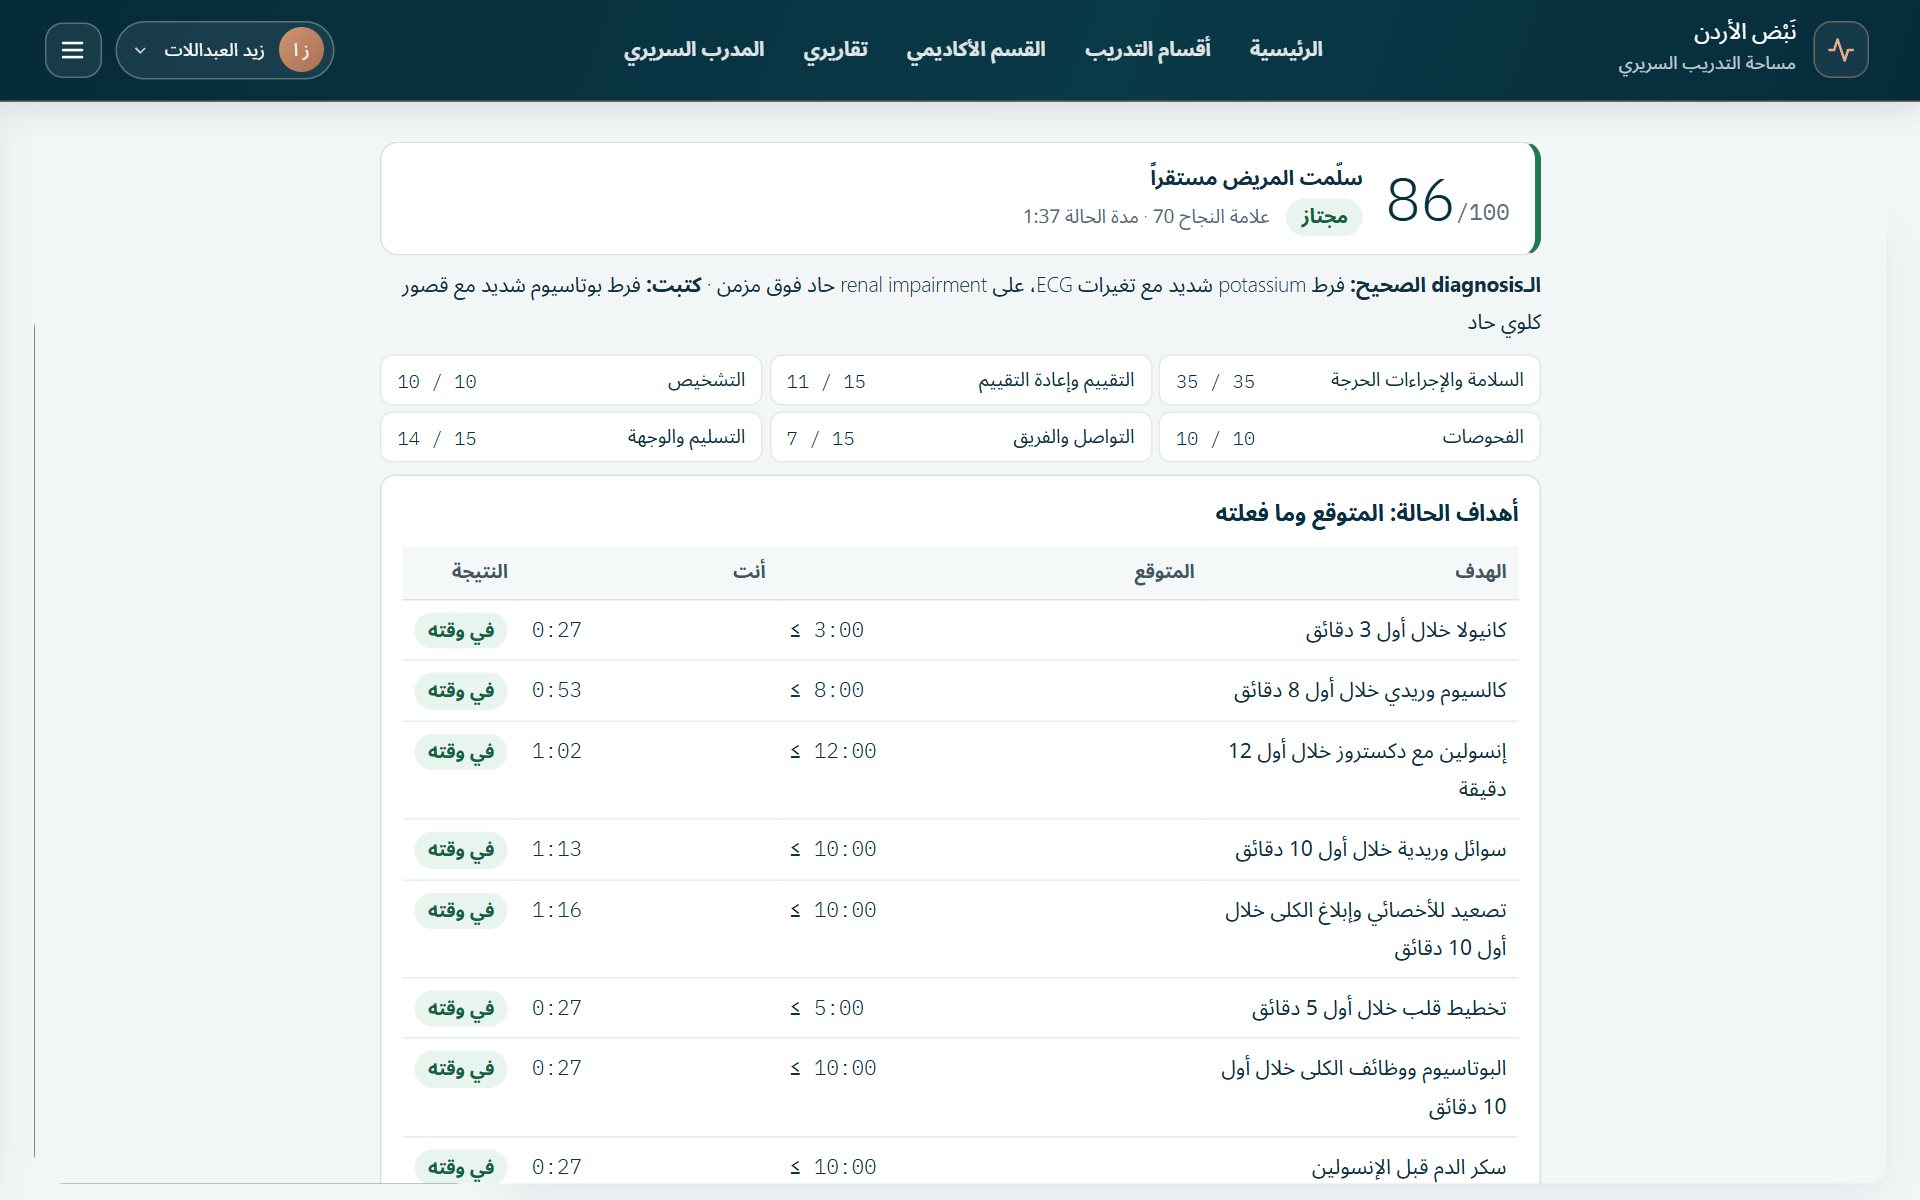 نَبْض الأردن
مساحة التدريب السريري
الرئيسية
أقسام التدريب
القسم الأكاديمي
تقاريري
المدرب السريري
ز ا
زيد العبداللات
86/100
سلّمت المريض مستقراً
مجتاز
علامة النجاح 70 · مدة الحالة 1:37
الـdiagnosis الصحيح: فرط potassium شديد مع تغيرات ECG، على renal impairment حاد فوق مزمن · كتبت: فرط بوتاسيوم شديد مع قصور
كلوي حاد
السلامة والإجراءات الحرجة 35 / 35
التقييم وإعادة التقييم 11 / 15
التشخيص 10 / 10
الفحوصات 10 / 10
التواصل والفريق 7 / 15
التسليم والوجهة 14 / 15
أهداف الحالة: المتوقع وما فعلته
الهدف المتوقع أنت النتيجة
كانيولا خلال أول 3 دقائق ≤ 3:00 0:27 في وقته
كالسيوم وريدي خلال أول 8 دقائق ≤ 8:00 0:53 في وقته
إنسولين مع دكستروز خلال أول 12 ≤ 12:00 1:02 في وقته
دقيقة
سوائل وريدية خلال أول 10 دقائق ≤ 10:00 1:13 في وقته
تصعيد للأخصائي وإبلاغ الكلى خلال ≤ 10:00 1:16 في وقته
أول 10 دقائق
تخطيط قلب خلال أول 5 دقائق ≤ 5:00 0:27 في وقته
البوتاسيوم ووظائف الكلى خلال أول ≤ 10:00 0:27 في وقته
10 دقائق
سكر الدم قبل الإنسولين ≤ 10:00 0:27 في وقته